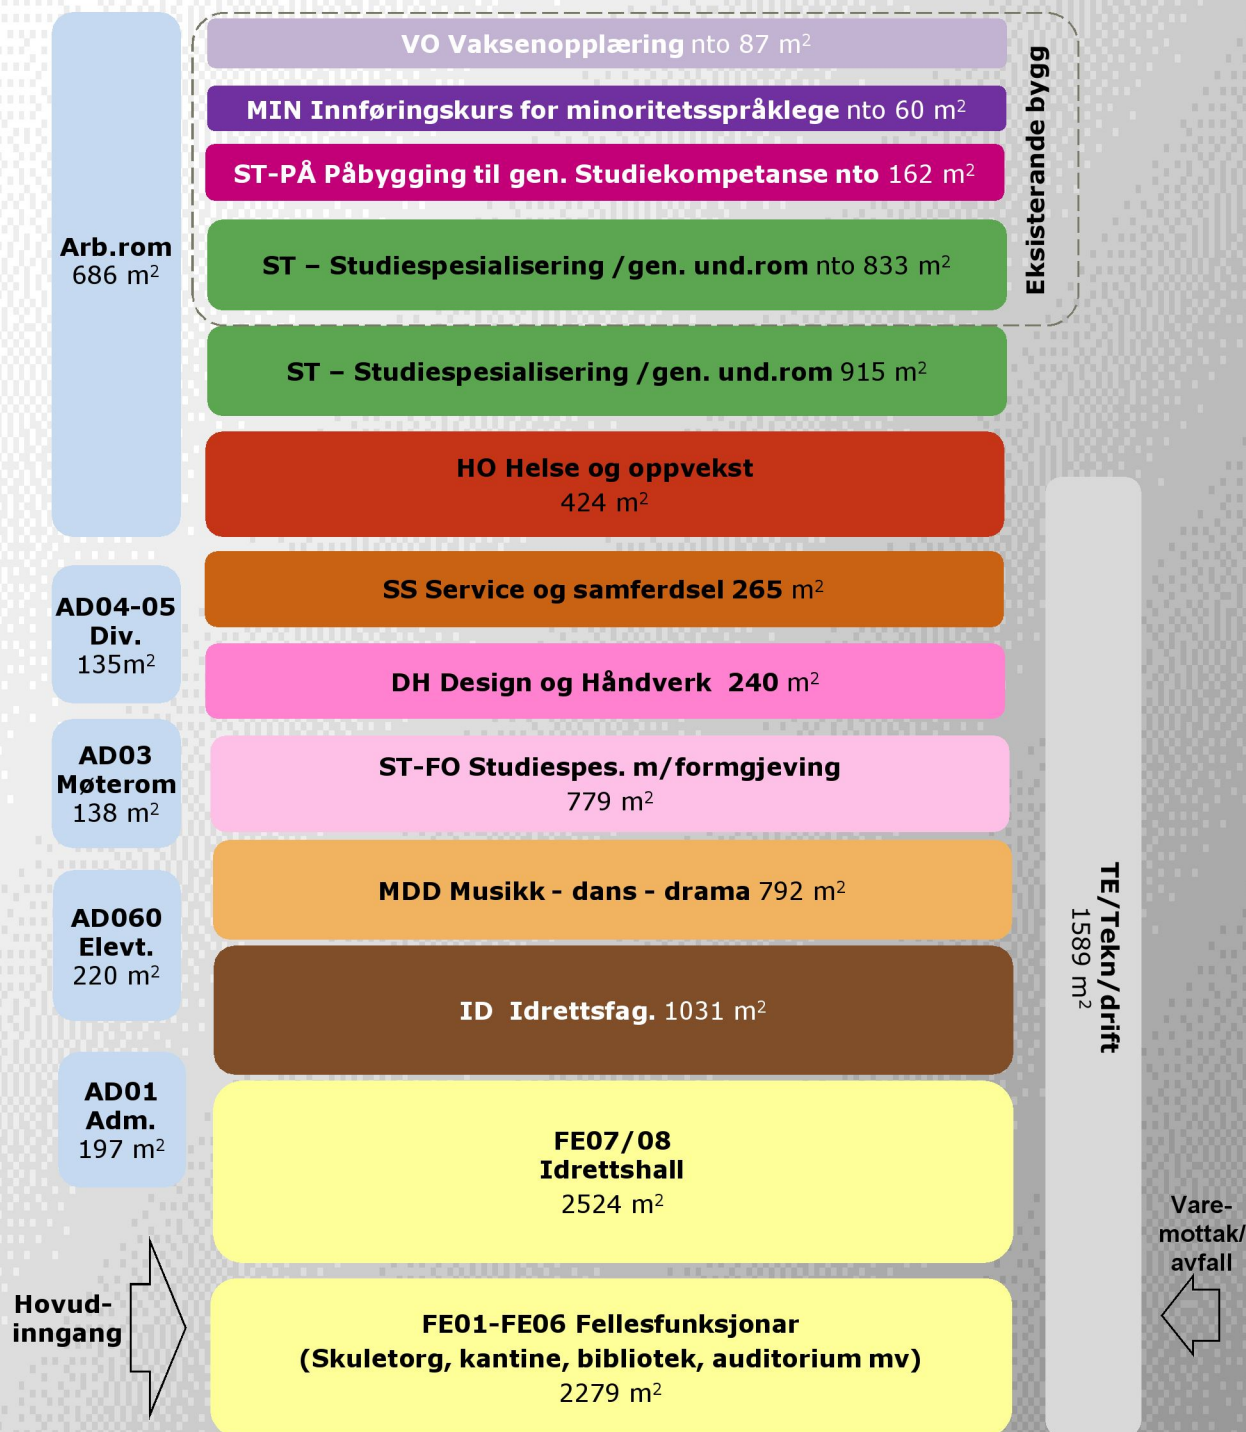 VO Vaksenopplæring nto 87 m²
MIN Innføringskurs for minoritetsspråklege nto 60 m²
ST-PÅ Påbygging til gen. Studiekompetanse nto 162 m²
ST – Studiespesialisering /gen. und.rom nto 833 m²
Eksisterande bygg
ST – Studiespesialisering /gen. und.rom 915 m²
HO Helse og oppvekst
424 m²
SS Service og samferdsel 265 m²
DH Design og Håndverk  240 m²
ST-FO Studiespes. m/formgjeving
779 m²
MDD Musikk - dans - drama 792 m²
ID  Idrettsfag. 1031 m²
FE07/08
Idrettshall
2524 m²
FE01-FE06 Fellesfunksjonar
(Skuletorg, kantine, bibliotek, auditorium mv)
2279 m²
Arb.rom
686 m²
AD04-05
Div.
135m²
AD03
Møterom
138 m²
AD060
Elevt.
220 m²
AD01
Adm.
197 m²
Hovud-
inngang
TE/Tekn/drift
1589 m²
Vare-
mottak/
avfall